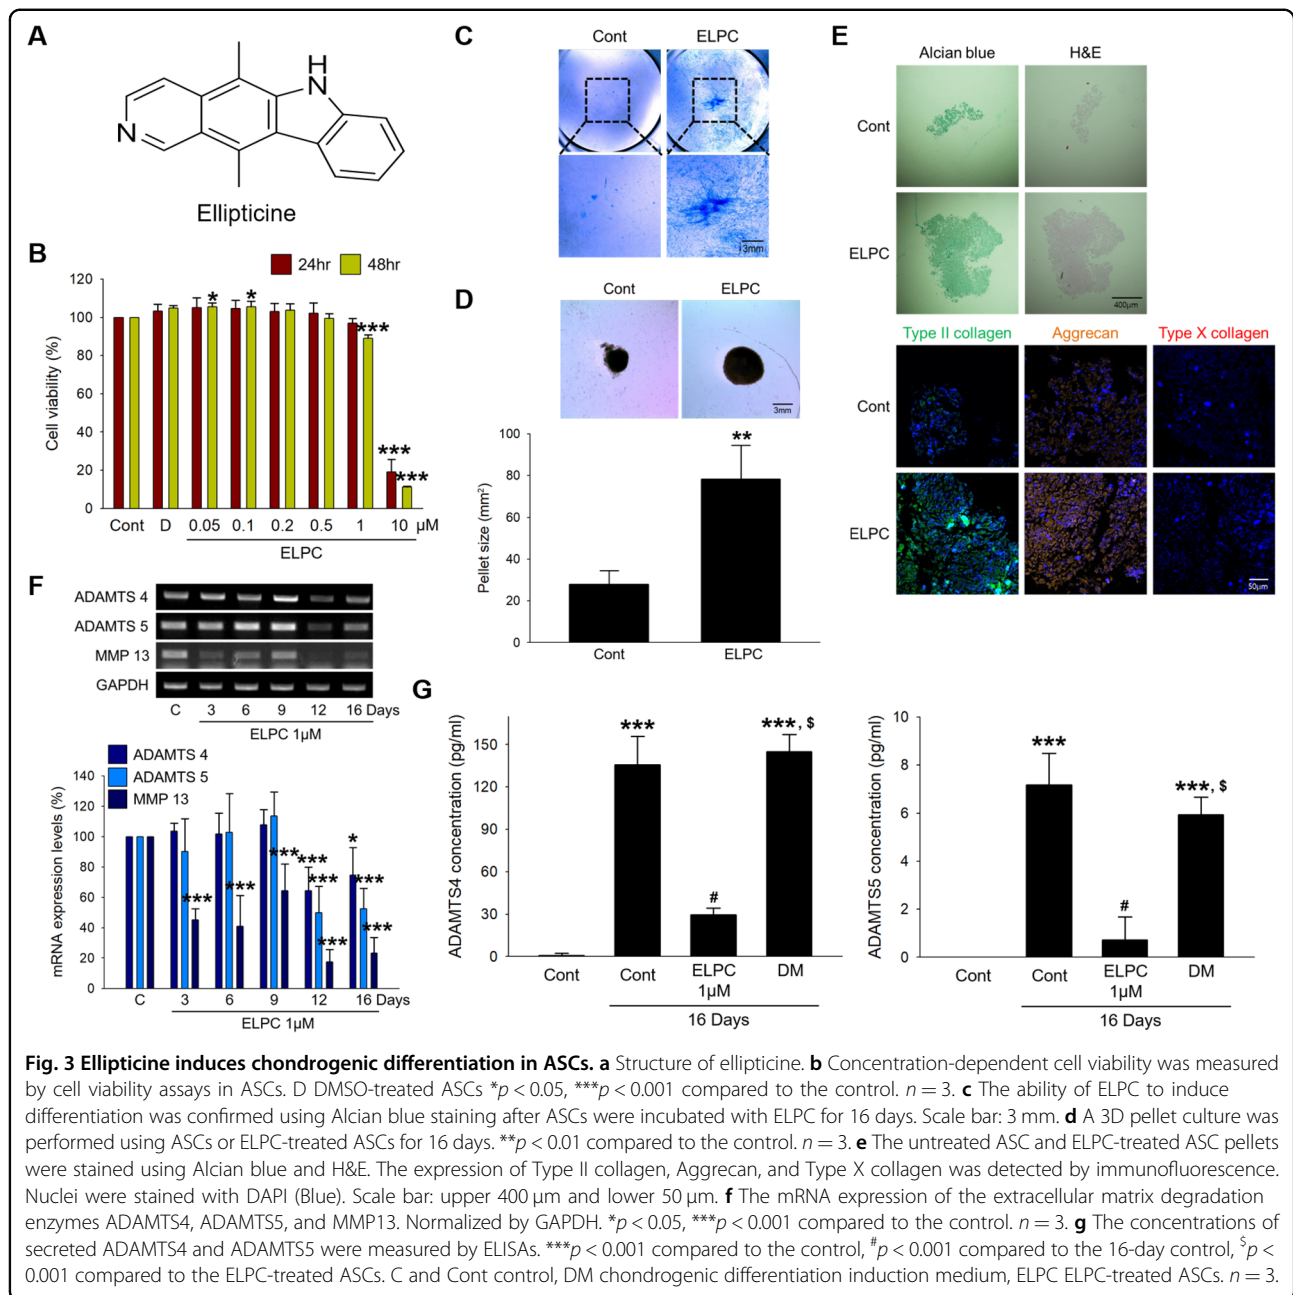 A
N
H
N
Ellipticine
B
24hr 48hr
Cell viability (%)
120
100
80
60
40
20
0
*
*
***
***
***
Cont D 0.05 0.1 0.2 0.5 1 10 μM
ELPC
C
Cont ELPC
3mm
D
Cont ELPC
3mm
Pellet size (mm²)
100
80
60
40
20
0
**
Cont ELPC
E
Alcian blue H&E
Cont
ELPC
400μm
Type II collagen Aggrecan Type X collagen
Cont
ELPC
50μm
F
ADAMTS 4
ADAMTS 5
MMP 13
GAPDH
C 3 6 9 12 16 Days
ELPC 1μM
ADAMTS 4
ADAMTS 5
MMP 13
mRNA expression levels (%)
140
120
100
80
60
40
20
0
***
***
***
***
***
***
*
***
***
C 3 6 9 12 16 Days
ELPC 1μM
G
ADAMTS4 concentration (pg/ml)
150
120
90
60
30
0
***
#
***, $
Cont Cont ELPC 1μM DM
16 Days
ADAMTS5 concentration (pg/ml)
10
8
6
4
2
0
***
#
***, $
Cont Cont ELPC 1μM DM
16 Days
Fig. 3 Ellipticine induces chondrogenic differentiation in ASCs. a Structure of ellipticine. b Concentration-dependent cell viability was measured
by cell viability assays in ASCs. D DMSO-treated ASCs *p < 0.05, ***p < 0.001 compared to the control. n = 3. c The ability of ELPC to induce
differentiation was confirmed using Alcian blue staining after ASCs were incubated with ELPC for 16 days. Scale bar: 3 mm. d A 3D pellet culture was
performed using ASCs or ELPC-treated ASCs for 16 days. **p < 0.01 compared to the control. n = 3. e The untreated ASC and ELPC-treated ASC pellets
were stained using Alcian blue and H&E. The expression of Type II collagen, Aggrecan, and Type X collagen was detected by immunofluorescence.
Nuclei were stained with DAPI (Blue). Scale bar: upper 400 μm and lower 50 μm. f The mRNA expression of the extracellular matrix degradation
enzymes ADAMTS4, ADAMTS5, and MMP13. Normalized by GAPDH. *p < 0.05, ***p < 0.001 compared to the control. n = 3. g The concentrations of
secreted ADAMTS4 and ADAMTS5 were measured by ELISAs. ***p < 0.001 compared to the control, #p < 0.001 compared to the 16-day control, $p <
0.001 compared to the ELPC-treated ASCs. C and Cont control, DM chondrogenic differentiation induction medium, ELPC ELPC-treated ASCs. n = 3.